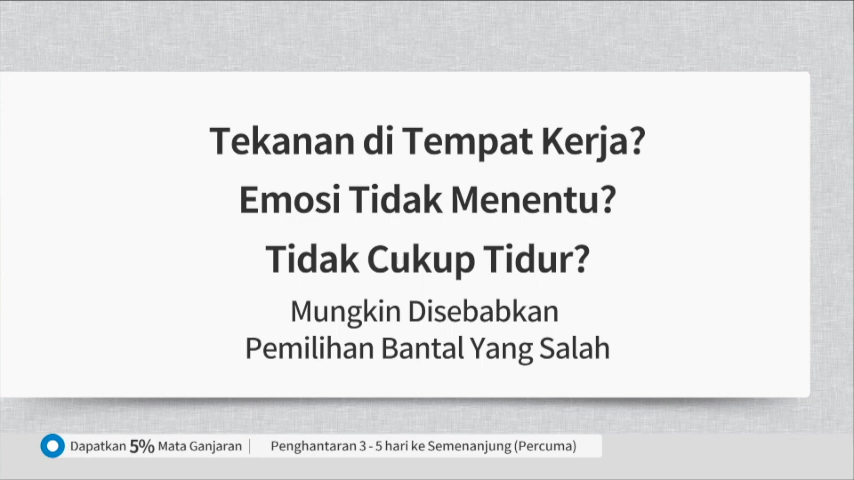 Tekanan di Tempat Kerja?
Emosi Tidak Menentu?
Tidak Cukup Tidur?
Mungkin Disebabkan
Pemilihan Bantal Yang Salah
Dapatkan 5% Mata Ganjaran | Penghantaran 3 - 5 hari ke Semenanjung (Percuma)